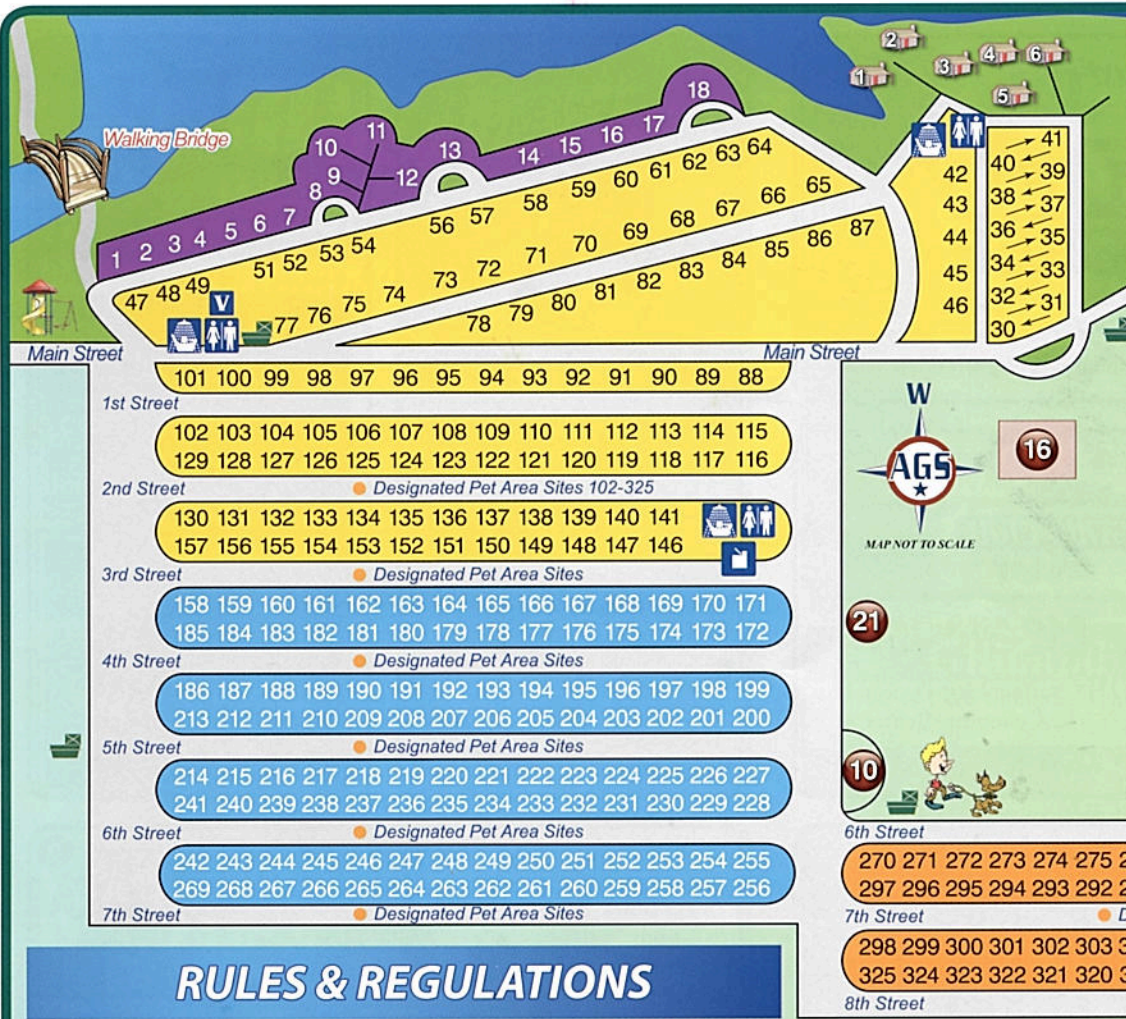 2
4
6
3
1
5
Walking Bridge
18
17
16
15
14
13
11
10
9
12
8
7
6
5
4
3
2
1
41
40
39
38
37
36
35
34
33
32
31
30
42
43
44
45
46
47 48 49 51 52 53 54 56 57 58 59 60 61 62 63 64
V
77 76 75 74 73 72 71 70 69 68 67 66 65
78 79 80 81 82 83 84 85 86 87
Main Street
Main Street
101 100 99 98 97 96 95 94 93 92 91 90 89 88
1st Street
102 103 104 105 106 107 108 109 110 111 112 113 114 115
129 128 127 126 125 124 123 122 121 120 119 118 117 116
2nd Street
Designated Pet Area Sites 102-325
130 131 132 133 134 135 136 137 138 139 140 141
157 156 155 154 153 152 151 150 149 148 147 146
3rd Street
Designated Pet Area Sites
158 159 160 161 162 163 164 165 166 167 168 169 170 171
185 184 183 182 181 180 179 178 177 176 175 174 173 172
4th Street
Designated Pet Area Sites
186 187 188 189 190 191 192 193 194 195 196 197 198 199
213 212 211 210 209 208 207 206 205 204 203 202 201 200
5th Street
Designated Pet Area Sites
214 215 216 217 218 219 220 221 222 223 224 225 226 227
241 240 239 238 237 236 235 234 233 232 231 230 229 228
6th Street
Designated Pet Area Sites
242 243 244 245 246 247 248 249 250 251 252 253 254 255
269 268 267 266 265 264 263 262 261 260 259 258 257 256
7th Street
Designated Pet Area Sites
W
AGS
MAP NOT TO SCALE
16
21
10
6th Street
270 271 272 273 274 275
297 296 295 294 293 292
7th Street
298 299 300 301 302 303
325 324 323 322 321 320
8th Street
RULES & REGULATIONS